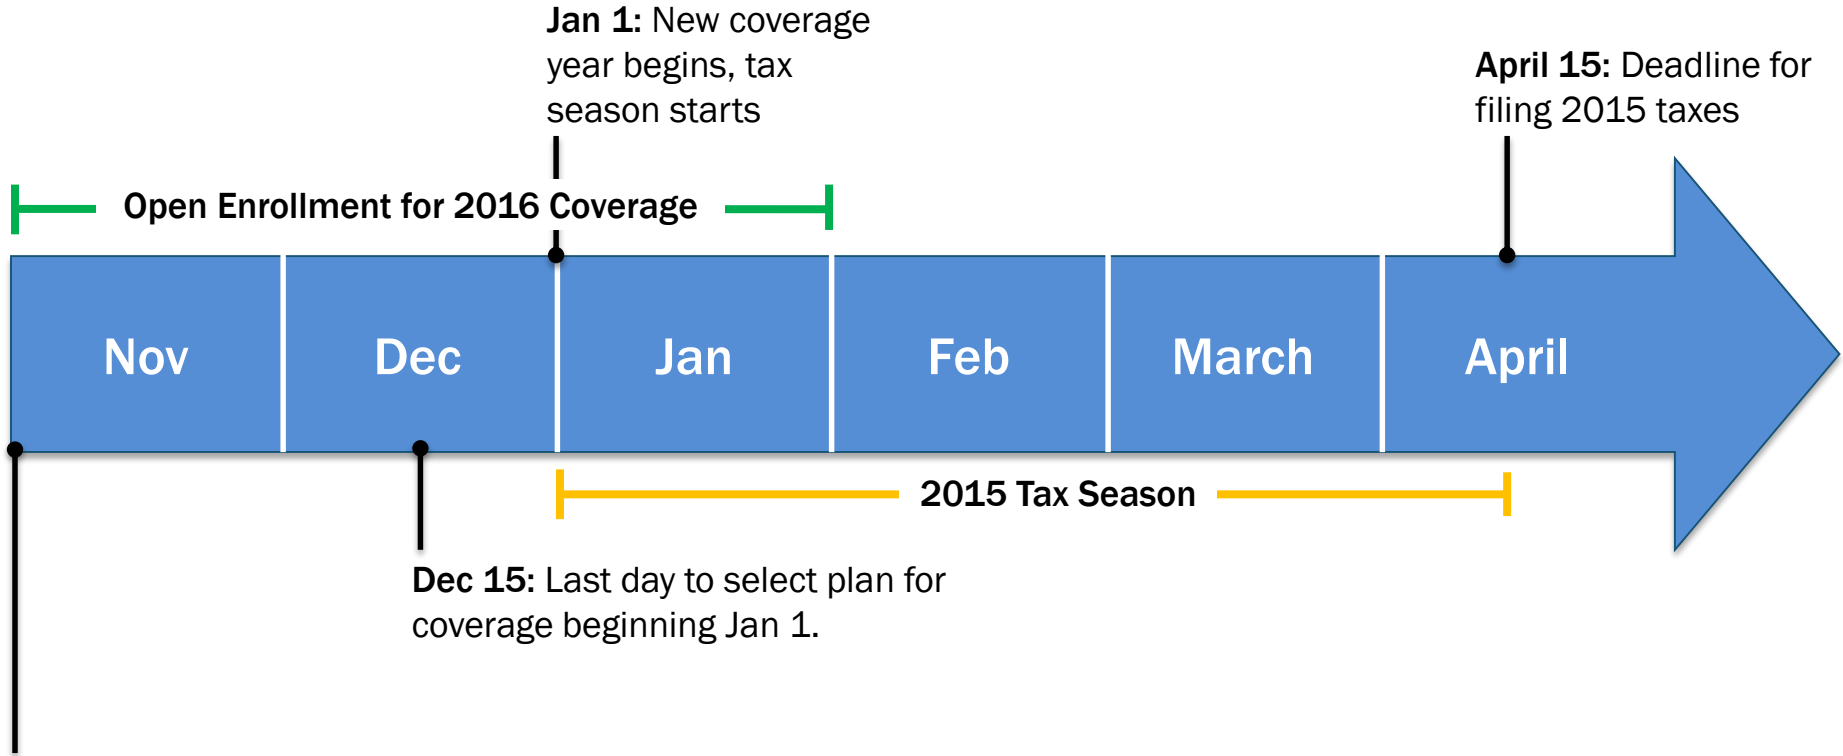 Jan 1: New coverage
year begins, tax
season starts
April 15: Deadline for
filing 2015 taxes
Open Enrollment for 2016 Coverage
Nov
Dec
Jan
Feb
March
April
2015 Tax Season
Dec 15: Last day to select plan for
coverage beginning Jan 1.